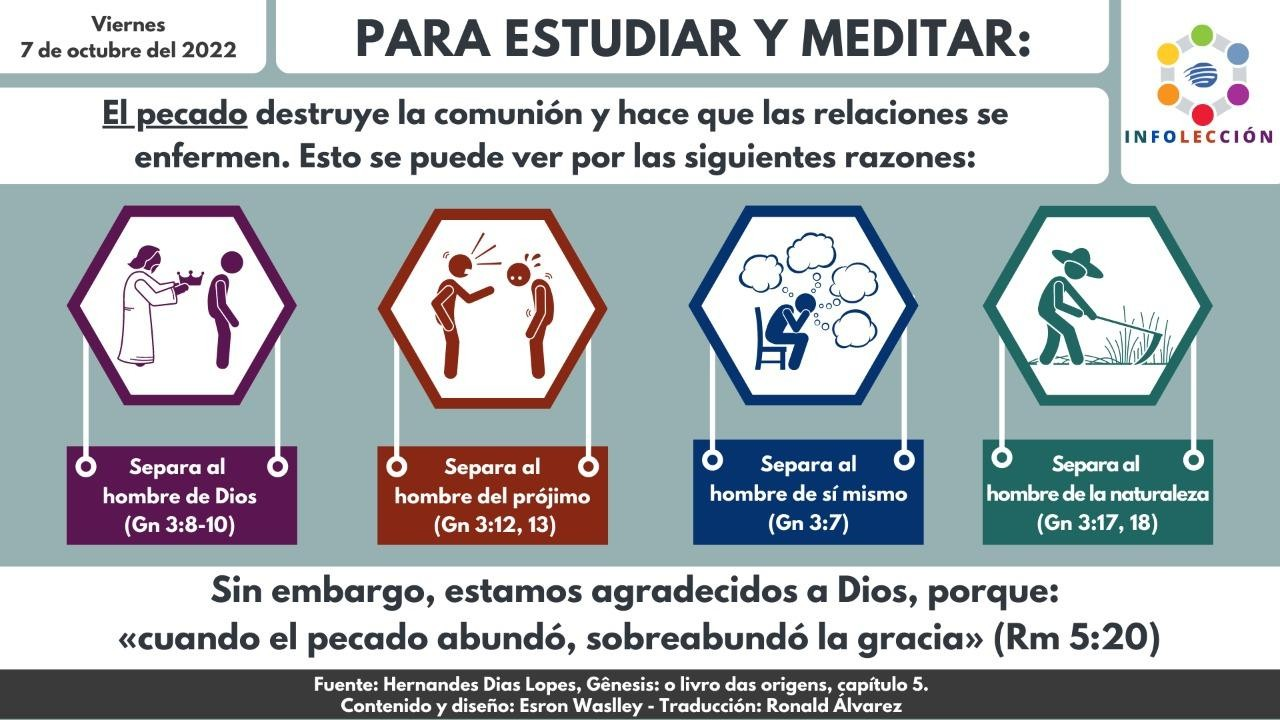 Viernes
7 de octubre del 2022
PARA ESTUDIAR Y MEDITAR:
INFOLECCIÓN
El pecado destruye la comunión y hace que las relaciones se
enfermen. Esto se puede ver por las siguientes razones:
Separa al
hombre de Dios
(Gn 3:8-10)
Separa al
hombre del prójimo
(Gn 3:12, 13)
Separa al
hombre de sí mismo
(Gn 3:7)
Separa al
hombre de la naturaleza
(Gn 3:17, 18)
Sin embargo, estamos agradecidos a Dios, porque:
«cuando el pecado abundó, sobreabundó la gracia» (Rm 5:20)
Fuente: Hernandes Dias Lopes, Gênesis: o livro das origens, capítulo 5.
Contenido y diseño: Esron Waslley - Traducción: Ronald Álvarez